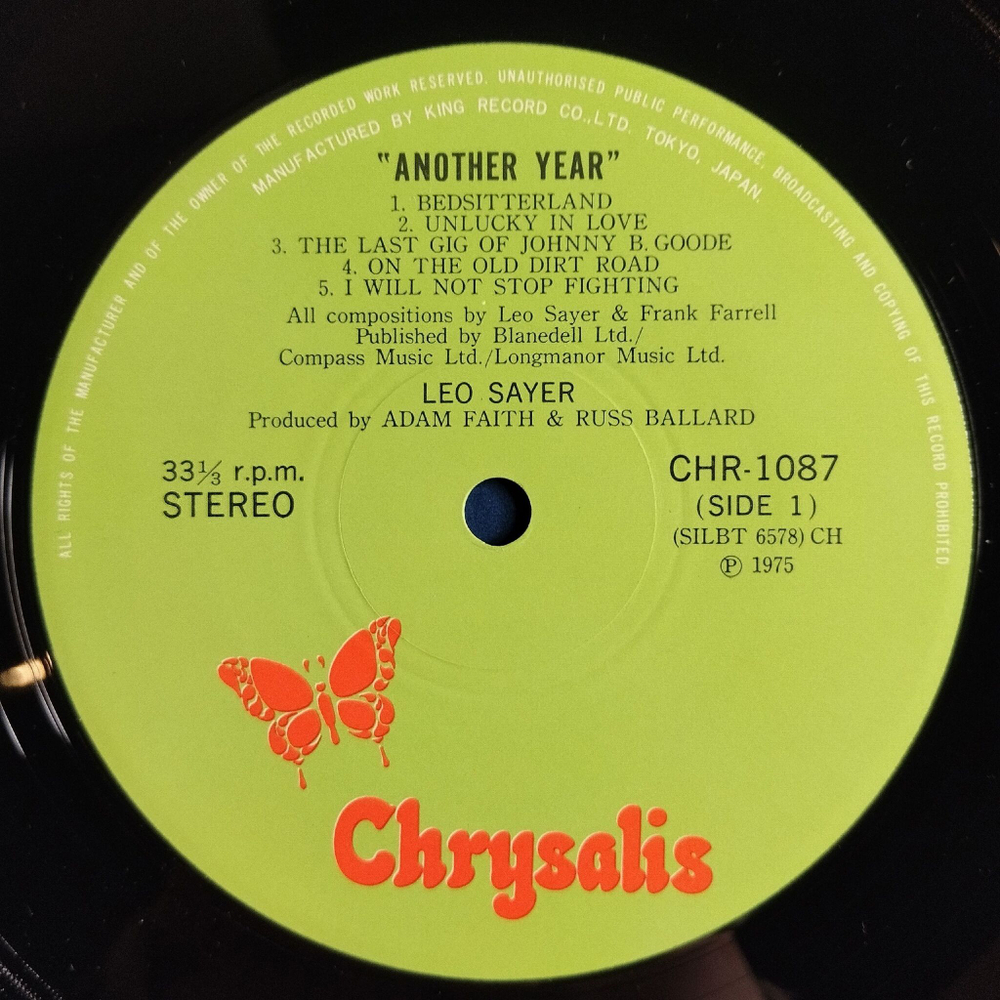 ALL RIGHTS OF THE MANUFACTURER AND OF THE OWNER OF THE RECORDED WORK RESERVED. UNAUTHORISED PUBLIC PERFORMANCE, BROADCASTING AND COPYING OF THIS RECORD PROHIBITED
MANUFACTURED BY KING RECORD CO., LTD. TOKYO, JAPAN.
"ANOTHER YEAR"
1. BEDSITTERLAND
2. UNLUCKY IN LOVE
3. THE LAST GIG OF JOHNNY B. GOODE
4. ON THE OLD DIRT ROAD
5. I WILL NOT STOP FIGHTING
All compositions by Leo Sayer & Frank Farrell
Published by Blanedell Ltd./
Compass Music Ltd./Longmanor Music Ltd.
LEO SAYER
Produced by ADAM FAITH & RUSS BALLARD
33⅓ r.p.m.
STEREO
CHR-1087
(SIDE 1)
(SILBT 6578) CH
Ⓟ 1975
Chrysalis